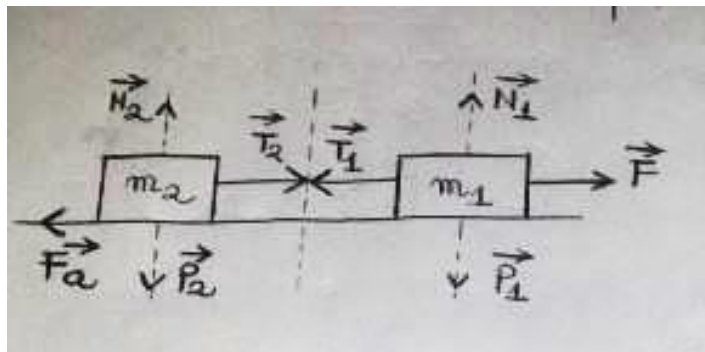 N₂ T₂ T₁ N₁ F
m₂ m₁
Fa P₂ P₁